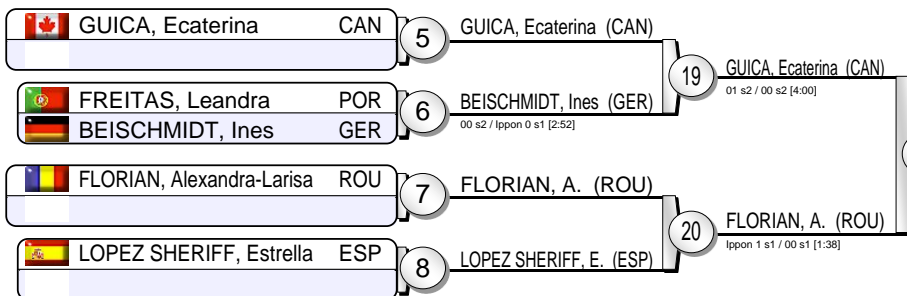 GUICA, Ecaterina CAN
5
GUICA, Ecaterina (CAN)
19
GUICA, Ecaterina (CAN)
01 s2 / 00 s2 [4:00]
FREITAS, Leandra POR
BEISCHMIDT, Ines GER
6
BEISCHMIDT, Ines (GER)
00 s2 / Ippon 0 s1 [2:52]
FLORIAN, Alexandra-Larisa ROU
7
FLORIAN, A. (ROU)
20
FLORIAN, A. (ROU)
Ippon 1 s1 / 00 s1 [1:38]
LOPEZ SHERIFF, Estrella ESP
8
LOPEZ SHERIFF, E. (ESP)